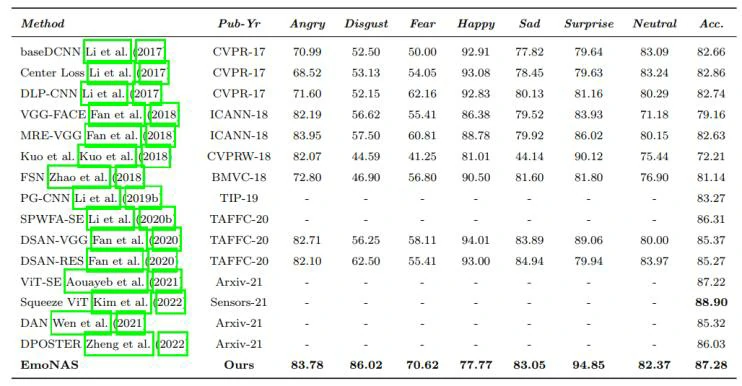 Method Pub-Yr Angry Disgust Fear Happy Sad Surprise Neutral Acc.
baseDCNN Li et al. (2017) CVPR-17 70.99 52.50 50.00 92.91 77.82 79.64 83.09 82.66
Center Loss Li et al. (2017 CVPR-17 68.52 53.13 54.05 93.08 78.45 79.63 83.24 82.86
DLP-CNN Li et al. (2017 CVPR-17 71.60 52.15 62.16 92.83 80.13 81.16 80.29 82.74
VGG-FACE Fan et al. (2018 ICANN-18 82.19 56.62 55.41 86.38 79.52 83.93 71.18 79.16
MRE-VGG Fan et al. (2018 ICANN-18 83.95 57.50 60.81 88.78 79.92 86.02 80.15 82.63
Kuo et al. Kuo et al. (2018) CVPRW-18 82.07 44.59 41.25 81.01 44.14 90.12 75.44 72.21
FSN Zhao et al. (2018 BMVC-18 72.80 46.90 56.80 90.50 81.60 81.80 76.90 81.14
PG-CNN Li et al. (2019b) TIP-19 - - - - - - - 83.27
SPWFA-SE Li et al. (2020b TAFFC-20 - - - - - - - 86.31
DSAN-VGG Fan et al. (2020) TAFFC-20 82.71 56.25 58.11 94.01 83.89 89.06 80.00 85.37
DSAN-RES Fan et al. (2020) TAFFC-20 82.10 62.50 55.41 93.00 84.94 79.94 83.97 85.27
ViT-SE Aouayeb et al. (2021) Arxiv-21 - - - - - - - 87.22
Squeeze ViT Kim et al. (2022) Sensors-21 - - - - - - - 88.90
DAN Wen et al. (2021 Arxiv-21 - - - - - - - 85.32
DPOSTER Zheng et al. (2022 Arxiv-21 - - - - - - - 86.03
EmoNAS Ours 83.78 86.02 70.62 77.77 83.05 94.85 82.37 87.28